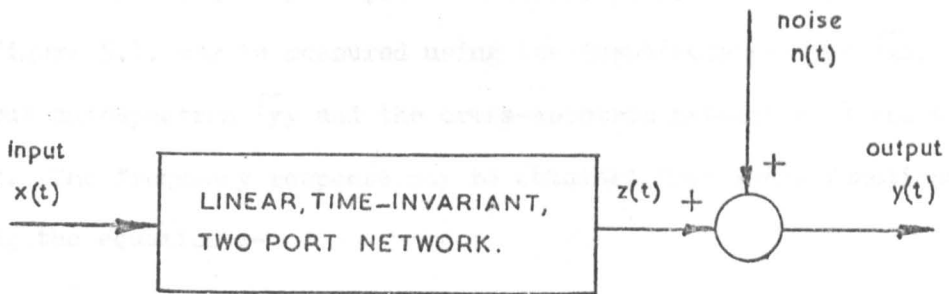 noise
n(t)
input
x(t)
LINEAR, TIME-INVARIANT,
TWO PORT NETWORK.
z(t)
+
+
output
y(t)